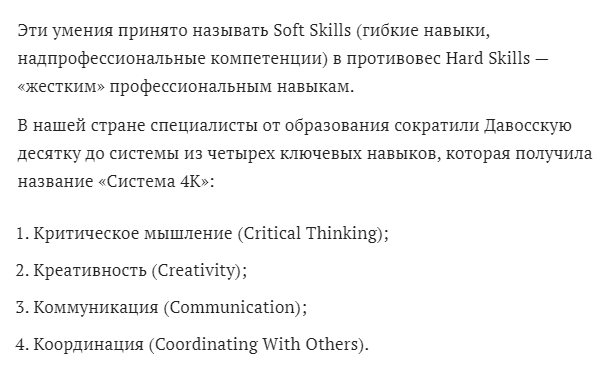 Эти умения принято называть Soft Skills (гибкие навыки,
надпрофессиональные компетенции) в противовес Hard Skills —
«жестким» профессиональным навыкам.
В нашей стране специалисты от образования сократили Давосскую
десятку до системы из четырех ключевых навыков, которая получила
название «Система 4К»:
1. Критическое мышление (Critical Thinking);
2. Креативность (Creativity);
3. Коммуникация (Communication);
4. Координация (Coordinating With Others).